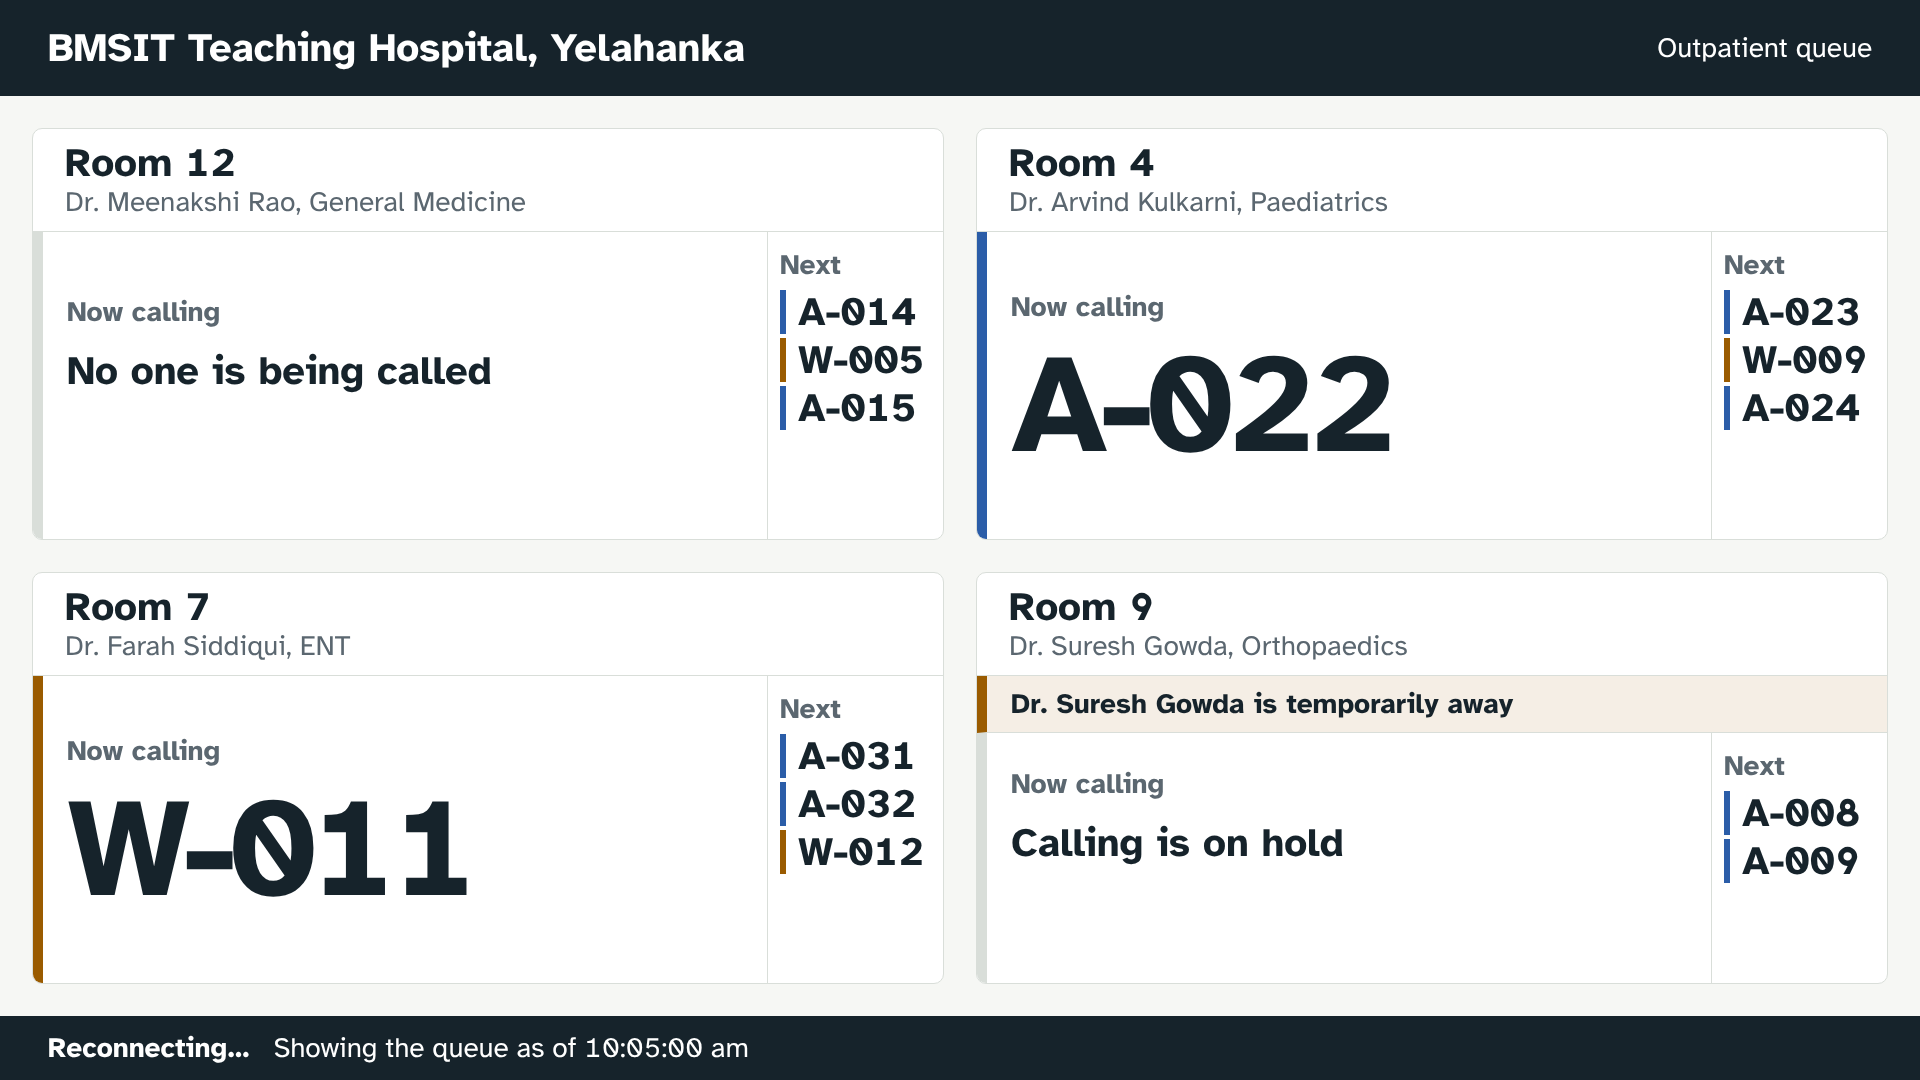 BMSIT Teaching Hospital, Yelahanka
Outpatient queue
Room 12
Dr. Meenakshi Rao, General Medicine
Now calling
No one is being called
Next
A-014
W-005
A-015
Room 4
Dr. Arvind Kulkarni, Paediatrics
Now calling
A-022
Next
A-023
W-009
A-024
Room 7
Dr. Farah Siddiqui, ENT
Now calling
W-011
Next
A-031
A-032
W-012
Room 9
Dr. Suresh Gowda, Orthopaedics
Dr. Suresh Gowda is temporarily away
Now calling
Calling is on hold
Next
A-008
A-009
Reconnecting... Showing the queue as of 10:05:00 am